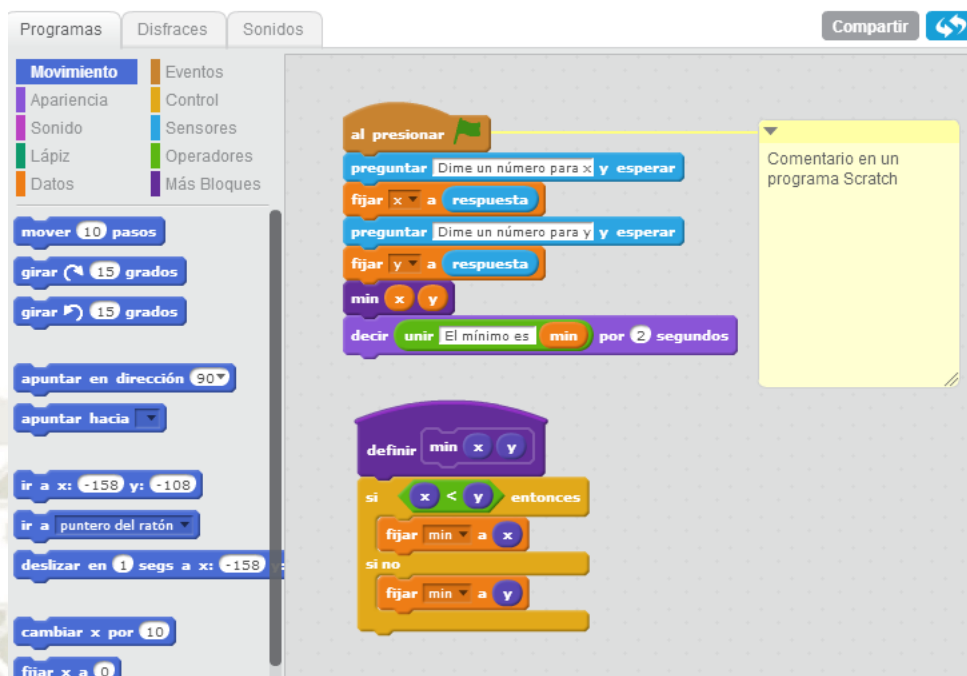 Programas Disfraces Sonidos
Compartir
Movimiento Eventos
Apariencia Control
Sonido Sensores
Lápiz Operadores
Datos Más Bloques
mover 10 pasos
girar 15 grados
girar 15 grados
apuntar en dirección 90
apuntar hacia
ir a x: -158 y: -108
ir a puntero del ratón
deslizar en 1 segs a x: -158 y:
cambiar x por 10
fijar x a 0
al presionar
preguntar Dime un número para x y esperar
fijar x a respuesta
preguntar Dime un número para y y esperar
fijar y a respuesta
min x y
decir unir El mínimo es min por 2 segundos
Comentario en un
programa Scratch
definir min x y
si x < y entonces
fijar min a x
si no
fijar min a y